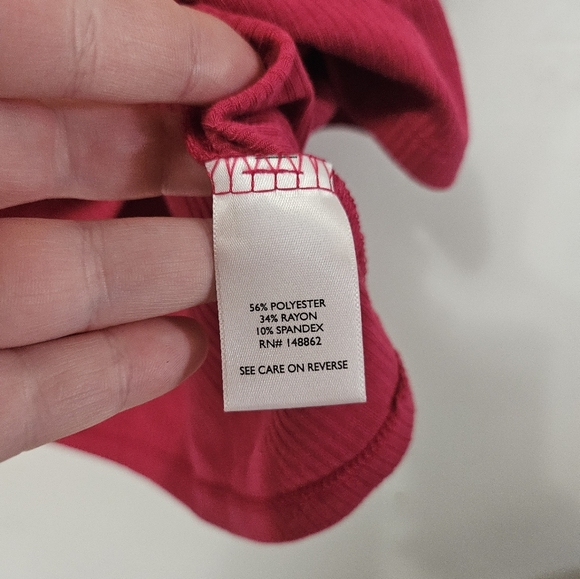 56% POLYESTER
34% RAYON
10% SPANDEX
RN# 148862
SEE CARE ON REVERSE